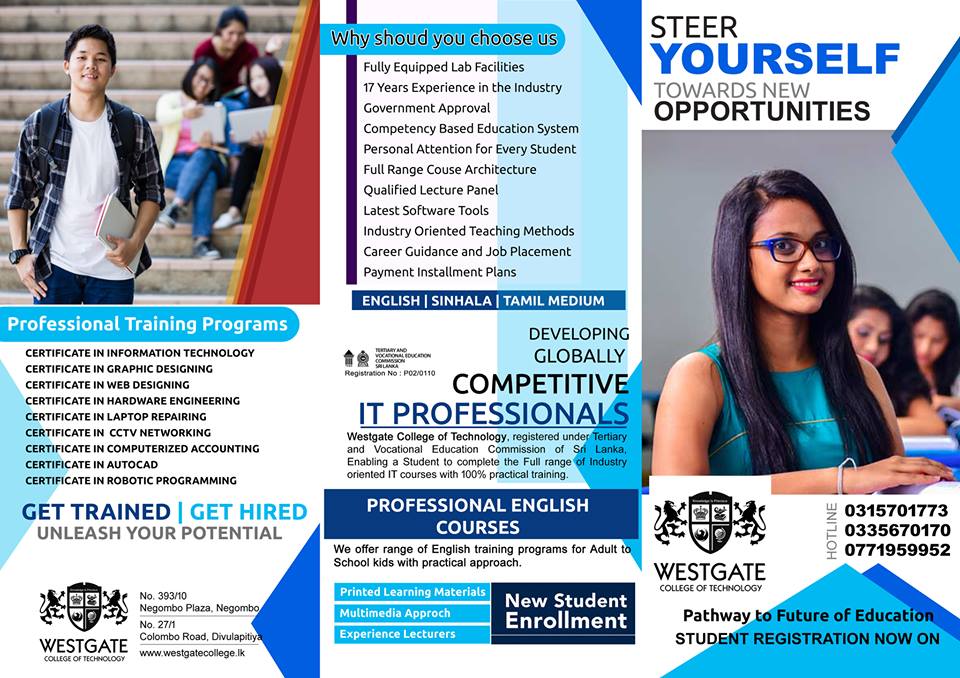 Why shoud you choose us
Fully Equipped Lab Facilities
17 Years Experience in the Industry
Government Approval
Competency Based Education System
Personal Attention for Every Student
Full Range Couse Architecture
Qualified Lecture Panel
Latest Software Tools
Industry Oriented Teaching Methods
Career Guidance and Job Placement
Payment Installment Plans
ENGLISH | SINHALA | TAMIL MEDIUM
TERTIARY AND
VOCATIONAL EDUCATION
COMMISSION
SRI LANKA
Registration No : P02/0110
DEVELOPING
GLOBALLY
COMPETITIVE
IT PROFESSIONALS
Westgate College of Technology, registered under Tertiary
and Vocational Education Commission of Sri Lanka,
Enabling a Student to complete the Full range of Industry
oriented IT courses with 100% practical training.
PROFESSIONAL ENGLISH
COURSES
We offer range of English training programs for Adult to
School kids with practical approach.
Printed Learning Materials
Multimedia Approch
Experience Lecturers
New Student
Enrollment
Professional Training Programs
CERTIFICATE IN INFORMATION TECHNOLOGY
CERTIFICATE IN GRAPHIC DESIGNING
CERTIFICATE IN WEB DESIGNING
CERTIFICATE IN HARDWARE ENGINEERING
CERTIFICATE IN LAPTOP REPAIRING
CERTIFICATE IN CCTV NETWORKING
CERTIFICATE IN COMPUTERIZED ACCOUNTING
CERTIFICATE IN AUTOCAD
CERTIFICATE IN ROBOTIC PROGRAMMING
GET TRAINED | GET HIRED
UNLEASH YOUR POTENTIAL
WESTGATE
COLLEGE OF TECHNOLOGY
No. 393/10
Negombo Plaza, Negombo
No. 27/1
Colombo Road, Divulapitiya
www.westgatecollege.lk
STEER
YOURSELF
TOWARDS NEW
OPPORTUNITIES
Knowledge Is Precious
WESTGATE
COLLEGE OF TECHNOLOGY
HOTLINE
0315701773
0335670170
0771959952
Pathway to Future of Education
STUDENT REGISTRATION NOW ON